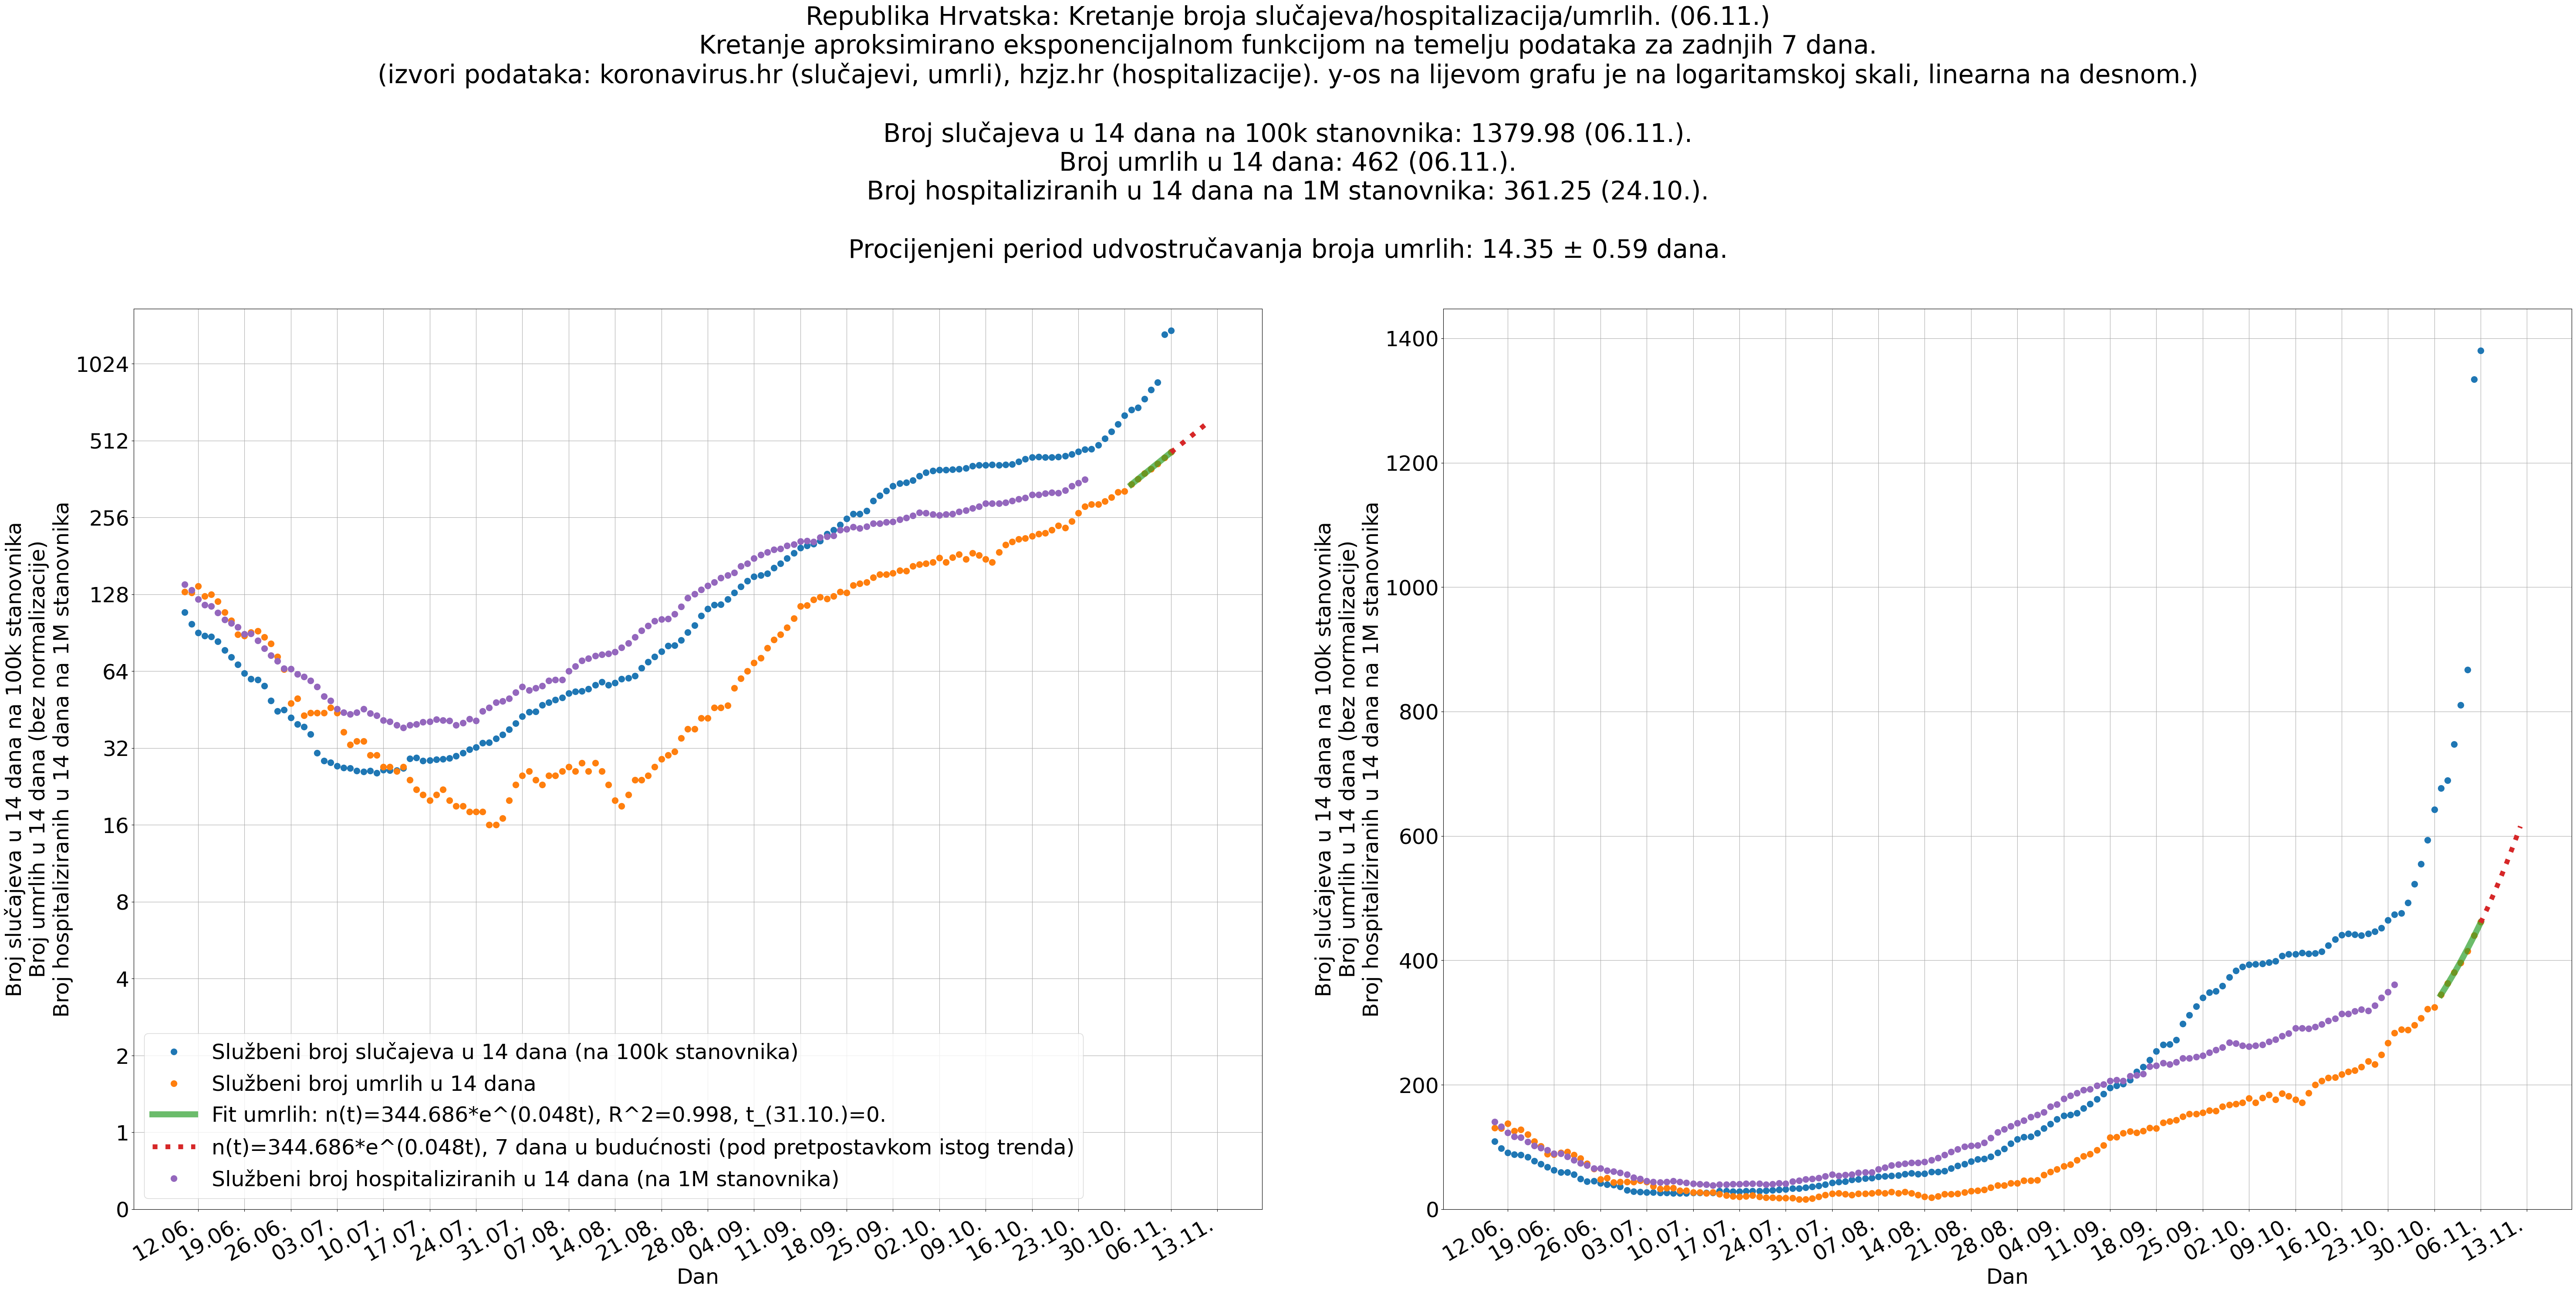 Republika Hrvatska: Kretanje broja slučajeva/hospitalizacija/umrlih. (06.11.)
Kretanje aproksimirano eksponencijalnom funkcijom na temelju podataka za zadnjih 7 dana.
(izvori podataka: koronavirus.hr (slučajevi, umrli), hzjz.hr (hospitalizacije). y-os na lijevom grafu je na logaritamskoj skali, linearna na desnom.)
Broj slučajeva u 14 dana na 100k stanovnika: 1379.98 (06.11.).
Broj umrlih u 14 dana: 462 (06.11.).
Broj hospitaliziranih u 14 dana na 1M stanovnika: 361.25 (24.10.).
Procijenjeni period udvostručavanja broja umrlih: 14.35 ± 0.59 dana.
Broj slučajeva u 14 dana na 100k stanovnika
Broj umrlih u 14 dana (bez normalizacije)
Broj hospitaliziranih u 14 dana na 1M stanovnika
1024
512
256
128
64
32
16
8
4
2
1
0
Službeni broj slučajeva u 14 dana (na 100k stanovnika)
Službeni broj umrlih u 14 dana
Fit umrlih: n(t)=344.686*e^(0.048t), R^2=0.998, t_(31.10.)=0.
n(t)=344.686*e^(0.048t), 7 dana u budućnosti (pod pretpostavkom istog trenda)
Službeni broj hospitaliziranih u 14 dana (na 1M stanovnika)
12.06. 19.06. 26.06. 03.07. 10.07. 17.07. 24.07. 31.07. 07.08. 14.08. 21.08. 28.08. 04.09. 11.09. 18.09. 25.09. 02.10. 09.10. 16.10. 23.10. 30.10. 06.11. 13.11.
Dan
Broj slučajeva u 14 dana na 100k stanovnika
Broj umrlih u 14 dana (bez normalizacije)
Broj hospitaliziranih u 14 dana na 1M stanovnika
1400
1200
1000
800
600
400
200
0
12.06. 19.06. 26.06. 03.07. 10.07. 17.07. 24.07. 31.07. 07.08. 14.08. 21.08. 28.08. 04.09. 11.09. 18.09. 25.09. 02.10. 09.10. 16.10. 23.10. 30.10. 06.11. 13.11.
Dan